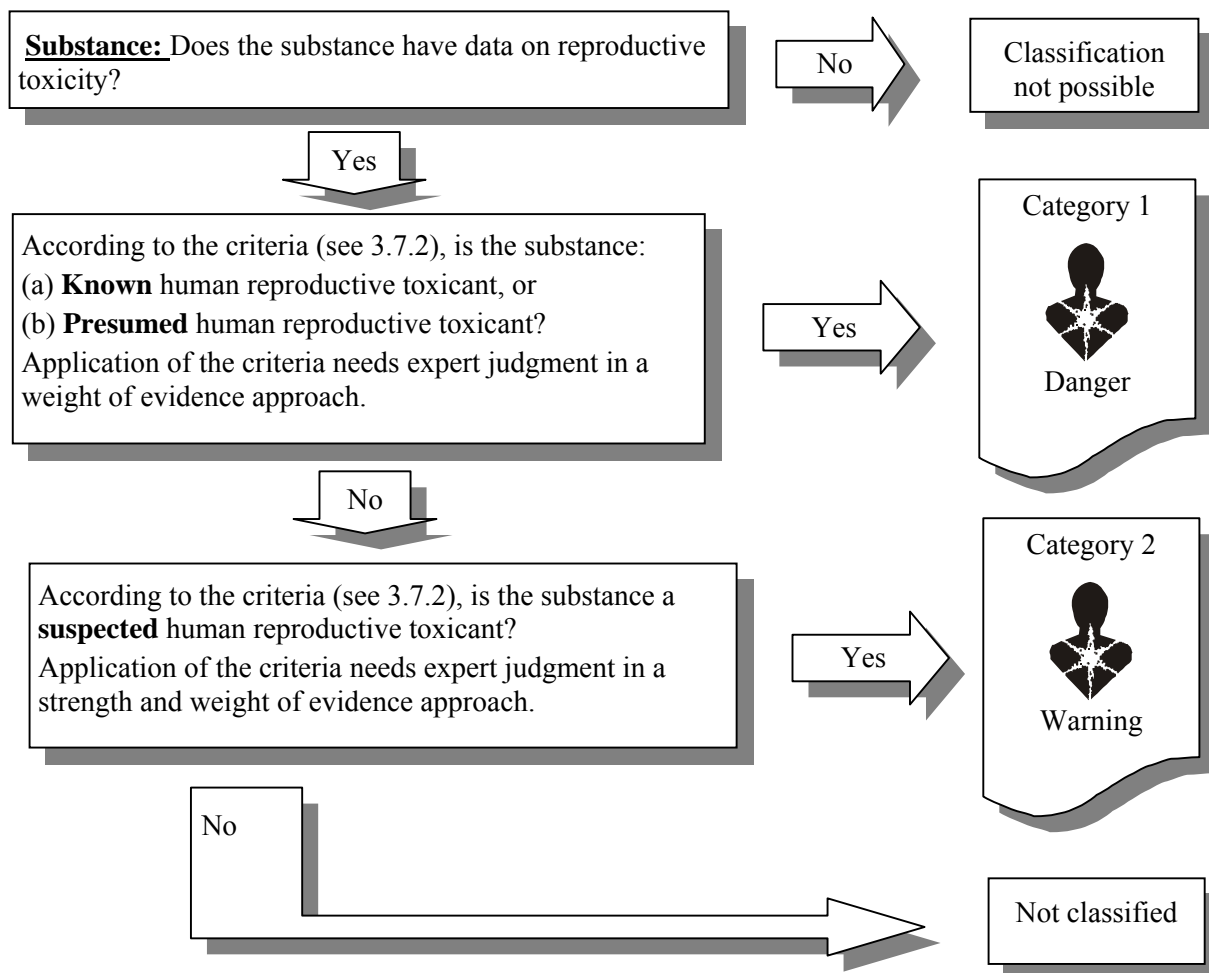 Substance: Does the substance have data on reproductive
toxicity?
No
Classification
not possible
Yes
According to the criteria (see 3.7.2), is the substance:
(a) Known human reproductive toxicant, or
(b) Presumed human reproductive toxicant?
Application of the criteria needs expert judgment in a
weight of evidence approach.
Yes
Category 1
Danger
No
According to the criteria (see 3.7.2), is the substance a
suspected human reproductive toxicant?
Application of the criteria needs expert judgment in a
strength and weight of evidence approach.
Yes
Category 2
Warning
No
Not classified